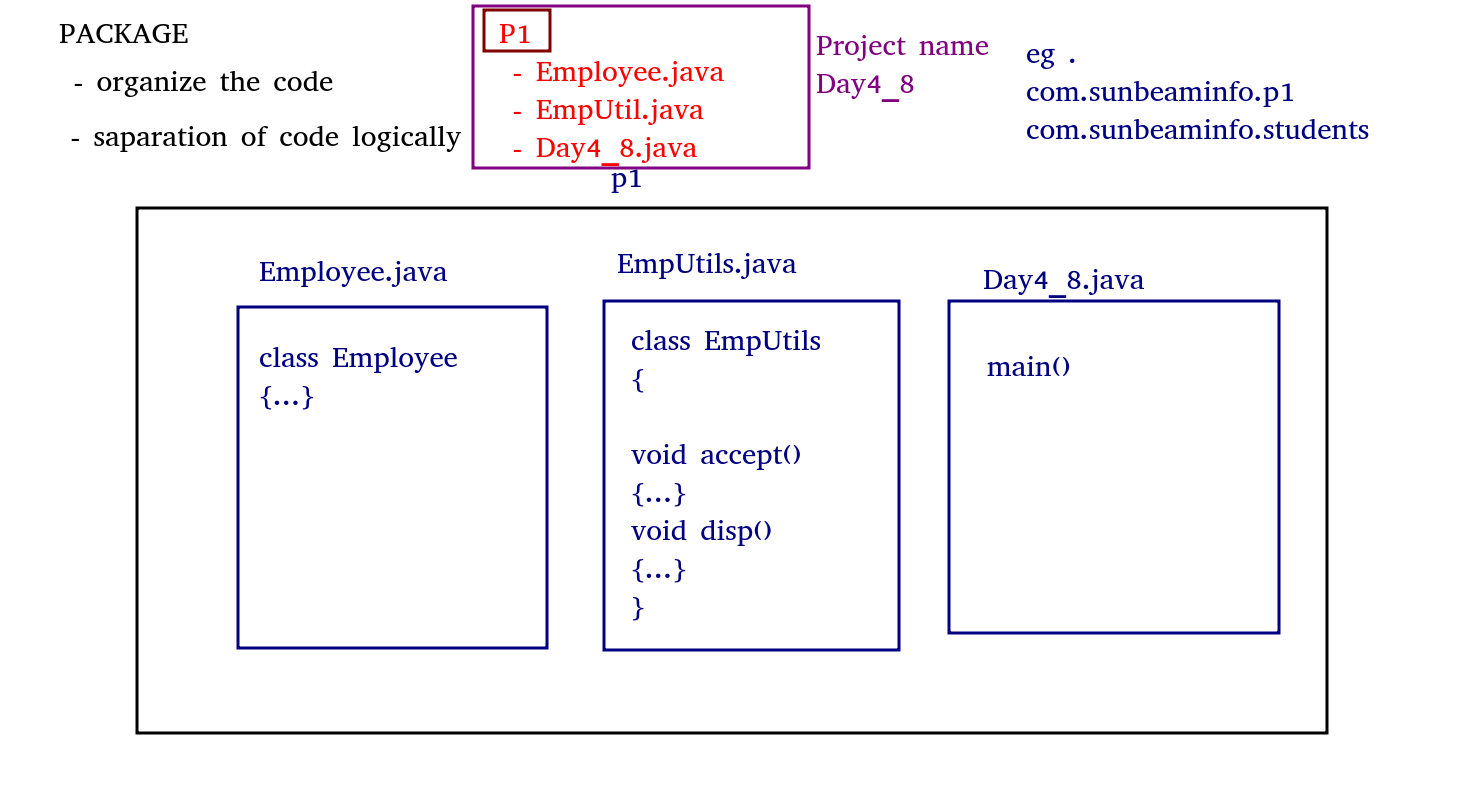 PACKAGE
- organize the code
- saparation of code logically
P1
- Employee.java
- EmpUtil.java
- Day4_8.java
Project name
Day4_8
eg .
com.sunbeaminfo.p1
com.sunbeaminfo.students
p1
Employee.java
class Employee
{...}
EmpUtils.java
class EmpUtils
{
void accept()
{...}
void disp()
{...}
}
Day4_8.java
main()